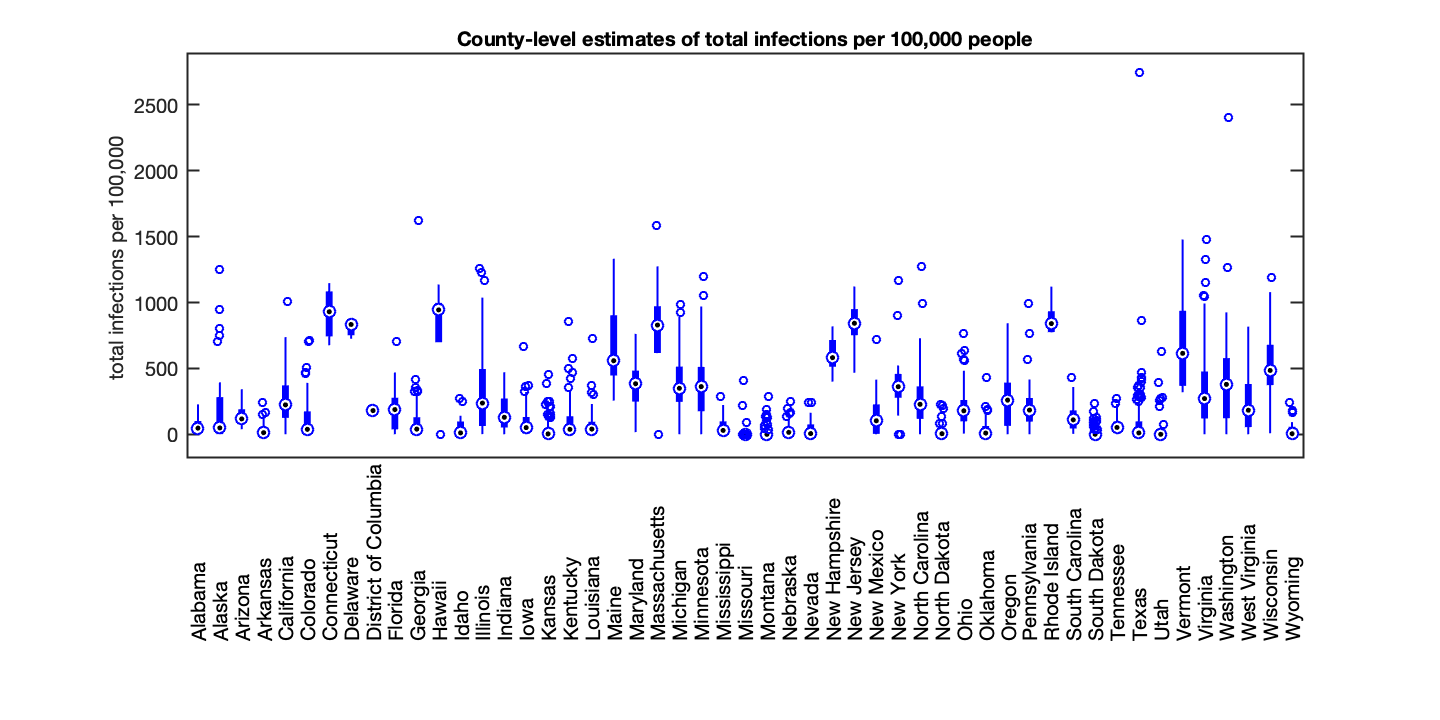 County-level estimates of total infections per 100,000 people
total infections per 100,000
2500
2000
1500
1000
500
0
Alabama
Alaska
Arizona
Arkansas
California
Colorado
Connecticut
Delaware
District of Columbia
Florida
Georgia
Hawaii
Idaho
Illinois
Indiana
Iowa
Kansas
Kentucky
Louisiana
Maine
Maryland
Massachusetts
Michigan
Minnesota
Mississippi
Missouri
Montana
Nebraska
Nevada
New Hampshire
New Jersey
New Mexico
New York
North Carolina
North Dakota
Ohio
Oklahoma
Oregon
Pennsylvania
Rhode Island
South Carolina
South Dakota
Tennessee
Texas
Utah
Vermont
Virginia
Washington
West Virginia
Wisconsin
Wyoming